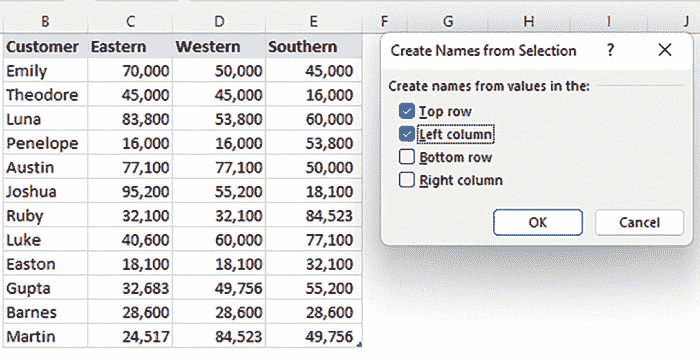 B C D E F G H I J
Customer Eastern Western Southern
Emily 70,000 50,000 45,000
Theodore 45,000 45,000 16,000
Luna 83,800 53,800 60,000
Penelope 16,000 16,000 53,800
Austin 77,100 77,100 50,000
Joshua 95,200 55,200 18,100
Ruby 32,100 32,100 84,523
Luke 40,600 60,000 77,100
Easton 18,100 18,100 32,100
Gupta 32,683 49,756 55,200
Barnes 28,600 28,600 28,600
Martin 24,517 84,523 49,756
Create Names from Selection ? ×
Create names from values in the:
Top row
Left column
Bottom row
Right column
OK Cancel